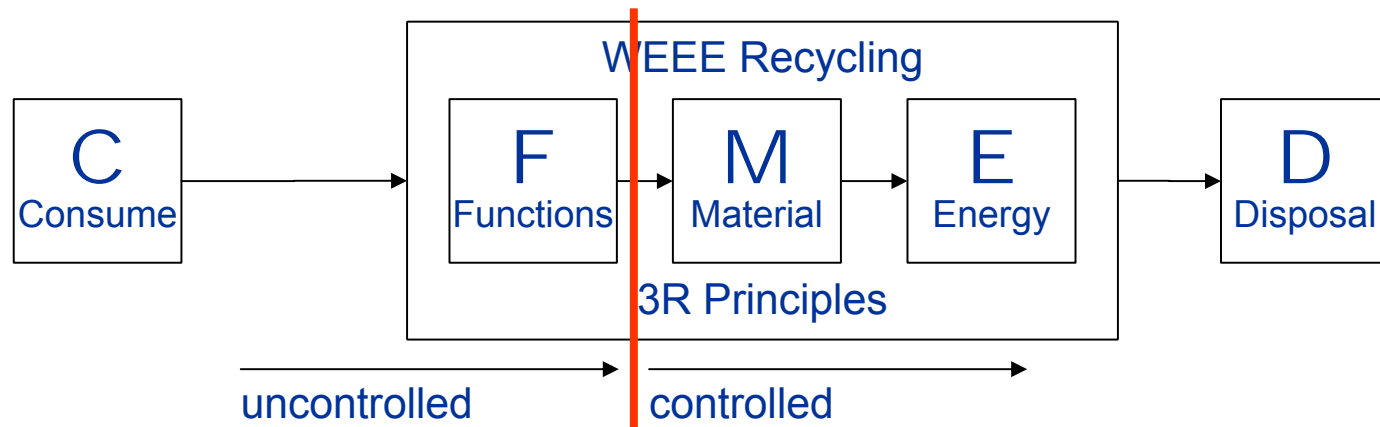 WEEE Recycling
C
Consume
F
Functions
M
Material
E
Energy
D
Disposal
3R Principles
uncontrolled
controlled